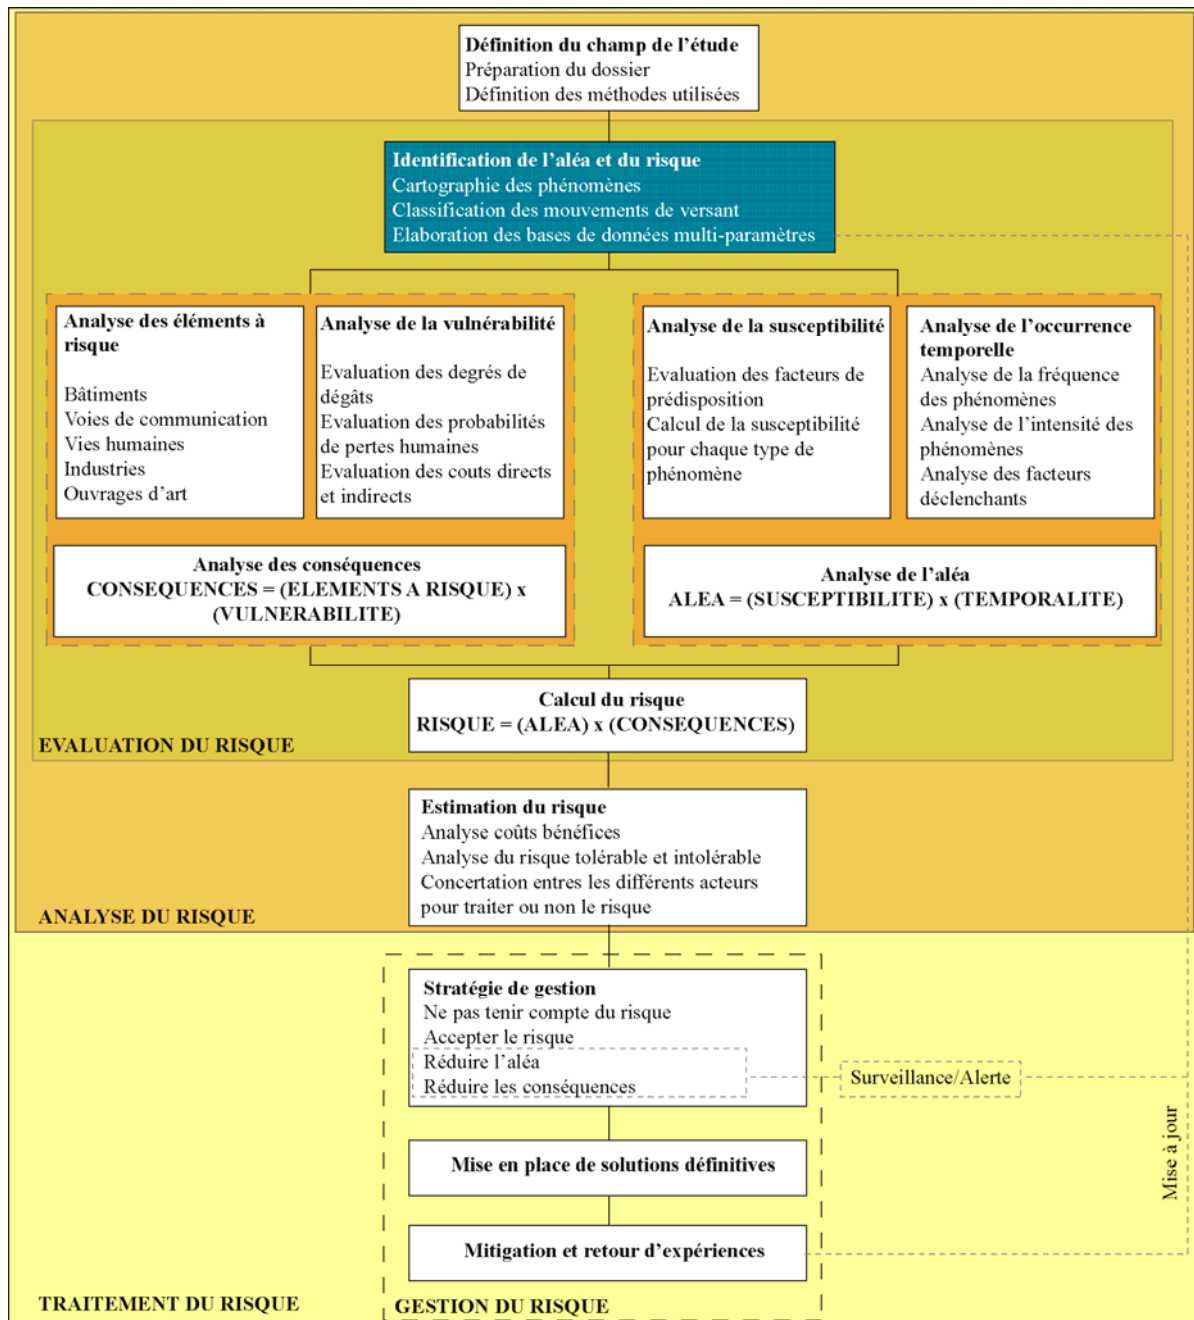 Définition du champ de l'étude
Préparation du dossier
Définition des méthodes utilisées
Identification de l'aléa et du risque
Cartographie des phénomènes
Classification des mouvements de versant
Elaboration des bases de données multi-paramètres
Analyse des éléments à
risque
Bâtiments
Voies de communication
Vies humaines
Industries
Ouvrages d'art
Analyse de la vulnérabilité
Evaluation des degrés de
dégâts
Evaluation des probabilités
de pertes humaines
Evaluation des couts directs
et indirects
Analyse des conséquences
CONSEQUENCES = (ELEMENTS A RISQUE) x
(VULNERABILITE)
Analyse de la susceptibilité
Evaluation des facteurs de
prédisposition
Calcul de la susceptibilité
pour chaque type de
phénomène
Analyse de l'occurrence
temporelle
Analyse de la fréquence
des phénomènes
Analyse de l'intensité des
phénomènes
Analyse des facteurs
déclenchants
Analyse de l'aléa
ALEA = (SUSCEPTIBILITE) x (TEMPORALITE)
Calcul du risque
RISQUE = (ALEA) x (CONSEQUENCES)
EVALUATION DU RISQUE
Estimation du risque
Analyse coûts bénéfices
Analyse du risque tolérable et intolérable
Concertation entres les différents acteurs
pour traiter ou non le risque
ANALYSE DU RISQUE
Stratégie de gestion
Ne pas tenir compte du risque
Accepter le risque
Réduire l'aléa
Réduire les conséquences
Surveillance/Alerte
Mise à jour
Mise en place de solutions définitives
Mitigation et retour d'expériences
TRAITEMENT DU RISQUE
GESTION DU RISQUE